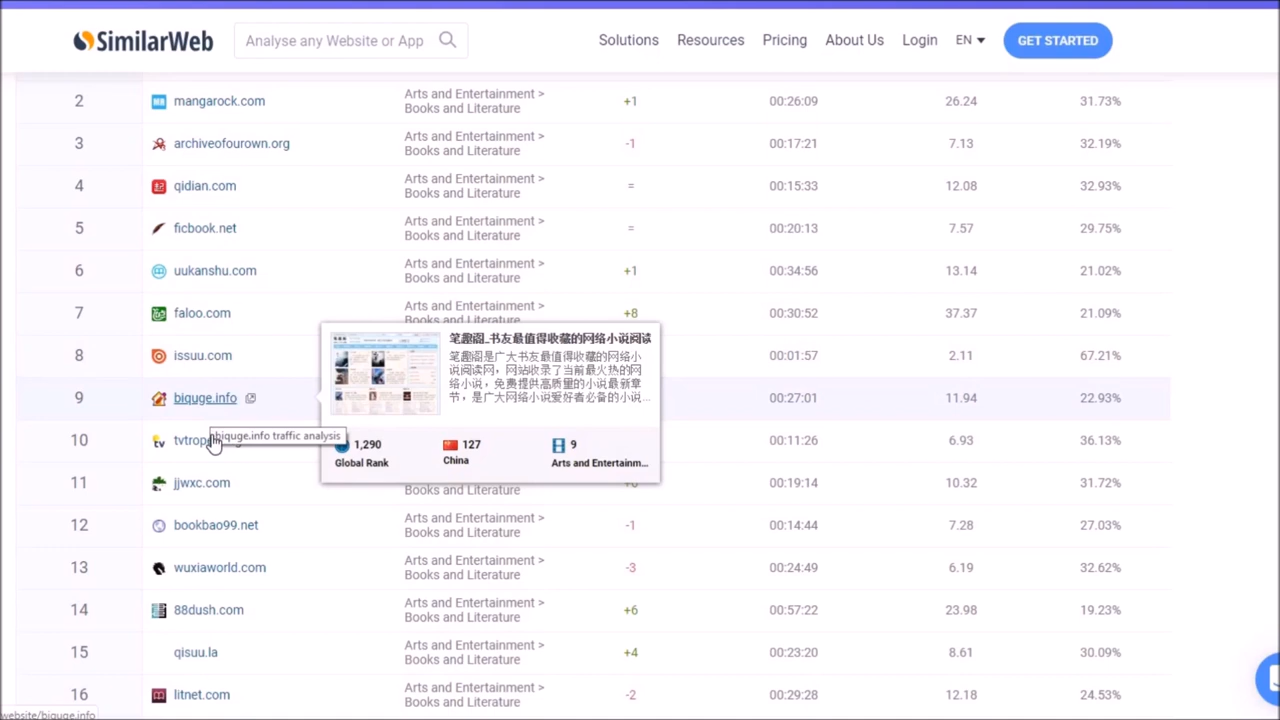 SimilarWeb
Analyse any Website or App
Solutions Resources Pricing About Us Login EN GET STARTED
2 mangarock.com Arts and Entertainment > +1 00:26:09 26.24 31.73%
Books and Literature
3 archiveofourown.org Arts and Entertainment > -1 00:17:21 7.13 32.19%
Books and Literature
4 qidian.com Arts and Entertainment > = 00:15:33 12.08 32.93%
Books and Literature
5 ficbook.net Arts and Entertainment > = 00:20:13 7.57 29.75%
Books and Literature
6 uukanshu.com Arts and Entertainment > +1 00:34:56 13.14 21.02%
Books and Literature
7 faloo.com Arts and Entertainment > +8 00:30:52 37.37 21.09%
8 issuu.com 00:01:57 2.11 67.21%
9 biquge.info 00:27:01 11.94 22.93%
笔趣阁_书友最值得收藏的网络小说阅读
笔趣阁是广大书友最值得收藏的网络小
说阅读网，网站收录了当前最火热的网
络小说，免费提供高质量的小说最新章
节，是广大网络小说爱好者必备的小说...
biquge.info traffic analysis
1,290 127 9
Global Rank China Arts and Entertainm...
10 00:11:26 6.93 36.13%
11 jjwxc.com 00:19:14 10.32 31.72%
Books and Literature
12 bookbao99.net Arts and Entertainment > -1 00:14:44 7.28 27.03%
Books and Literature
13 wuxiaworld.com Arts and Entertainment > -3 00:24:49 6.19 32.62%
Books and Literature
14 88dush.com Arts and Entertainment > +6 00:57:22 23.98 19.23%
Books and Literature
15 qisuu.la Arts and Entertainment > +4 00:23:20 8.61 30.09%
Books and Literature
16 litnet.com Arts and Entertainment > -2 00:29:28 12.18 24.53%
Books and Literature
website/biquge.info